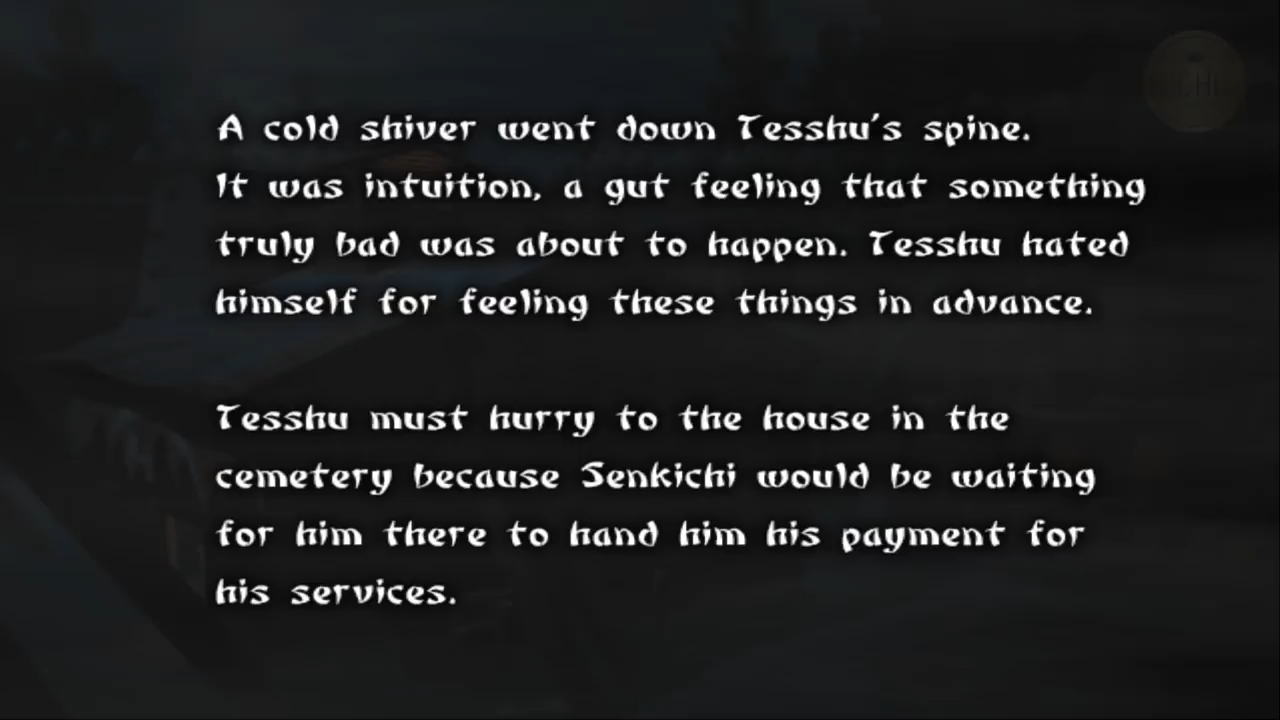 A cold shiver went down Tesshu's spine.
It was intuition, a gut feeling that something
truly bad was about to happen. Tesshu hated
himself for feeling these things in advance.
Tesshu must hurry to the house in the
cemetery because Senkichi would be waiting
for him there to hand him his payment for
his services.